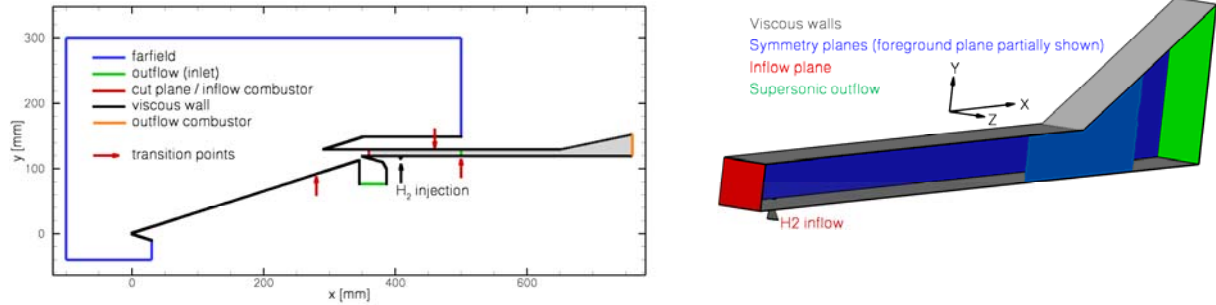 300
200
100
0
y [mm]
0
200
400
600
x [mm]
farfield
outflow (inlet)
cut plane / inflow combustor
viscous wall
outflow combustor
transition points
H2 injection
Viscous walls
Symmetry planes (foreground plane partially shown)
Inflow plane
Supersonic outflow
Y
X
Z
H2 inflow